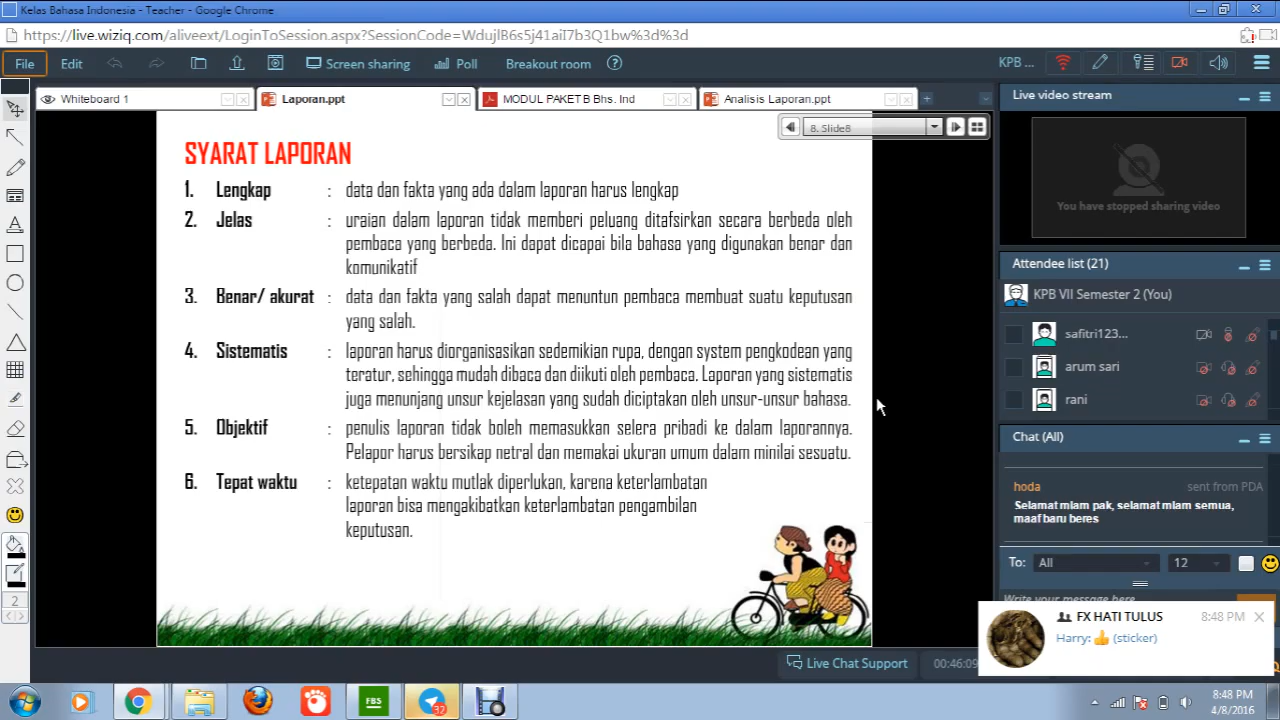 Kelas Bahasa Indonesia - Teacher - Google Chrome
https://live.wiziq.com/aliveext/LoginToSession.aspx?SessionCode=WdujlB6s5j41aiI7b3Q1bw%3d%3d
File Edit Screen sharing Poll Breakout room KPB ...
Whiteboard 1 Laporan.ppt MODUL PAKET B Bhs. Ind Analisis Laporan.ppt
8. Slide8
SYARAT LAPORAN
1. Lengkap : data dan fakta yang ada dalam laporan harus lengkap
2. Jelas : uraian dalam laporan tidak memberi peluang ditafsirkan secara berbeda oleh
pembaca yang berbeda. Ini dapat dicapai bila bahasa yang digunakan benar dan
komunikatif
3. Benar/ akurat : data dan fakta yang salah dapat menuntun pembaca membuat suatu keputusan
yang salah.
4. Sistematis : laporan harus diorganisasikan sedemikian rupa, dengan system pengkodean yang
teratur, sehingga mudah dibaca dan diikuti oleh pembaca. Laporan yang sistematis
juga menunjang unsur kejelasan yang sudah diciptakan oleh unsur-unsur bahasa.
5. Objektif : penulis laporan tidak boleh memasukkan selera pribadi ke dalam laporannya.
Pelapor harus bersikap netral dan memakai ukuran umum dalam minilai sesuatu.
6. Tepat waktu : ketepatan waktu mutlak diperlukan, karena keterlambatan
laporan bisa mengakibatkan keterlambatan pengambilan
keputusan.
Live video stream
You have stopped sharing video
Attendee list (21)
KPB VII Semester 2 (You)
safitri123...
arum sari
rani
Chat (All)
hoda sent from PDA
Selamat mlam pak, selamat mlam semua,
maaf baru beres
To: All 12
Write your message here
FX HATI TULUS 8:48 PM
Harry: 👍 (sticker)
Live Chat Support 00:46:09
2
FBS
32
8:48 PM
4/8/2016